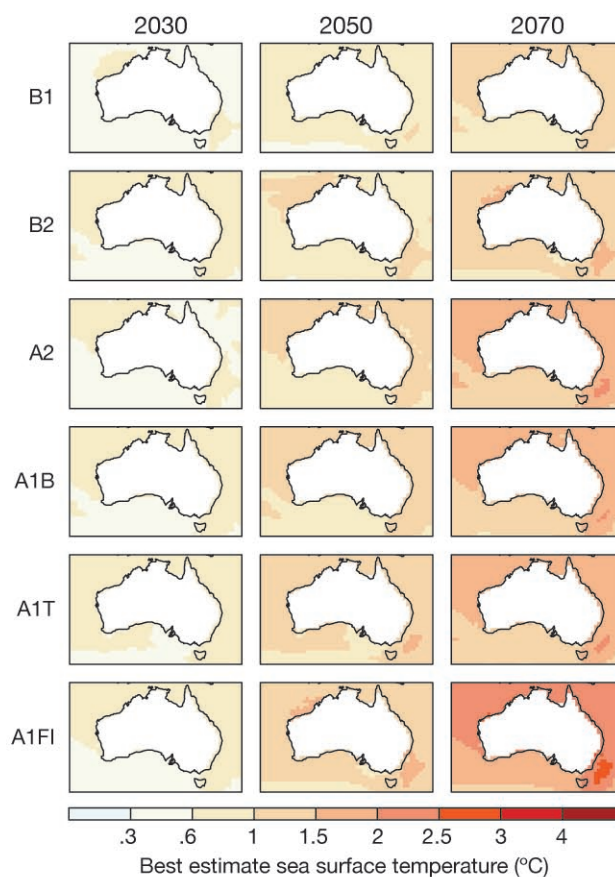 2030 2050 2070
B1
B2
A2
A1B
A1T
A1FI
.3 .6 1 1.5 2 2.5 3 4
Best estimate sea surface temperature (ºC)